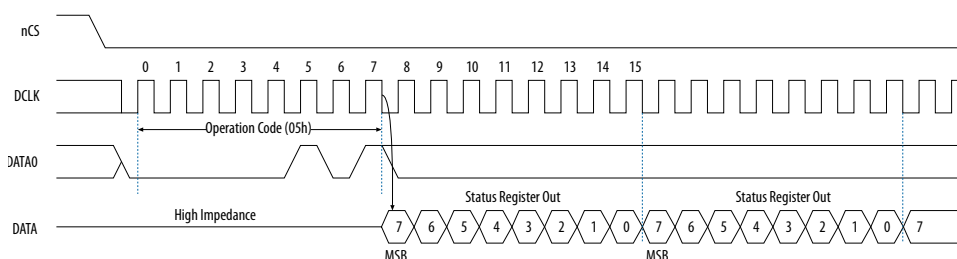 nCS
0 1 2 3 4 5 6 7 8 9 10 11 12 13 14 15
DCLK
Operation Code (05h)
DATA0
Status Register Out Status Register Out
High Impedance
DATA 7 6 5 4 3 2 1 0 7 6 5 4 3 2 1 0 7
MSB MSB